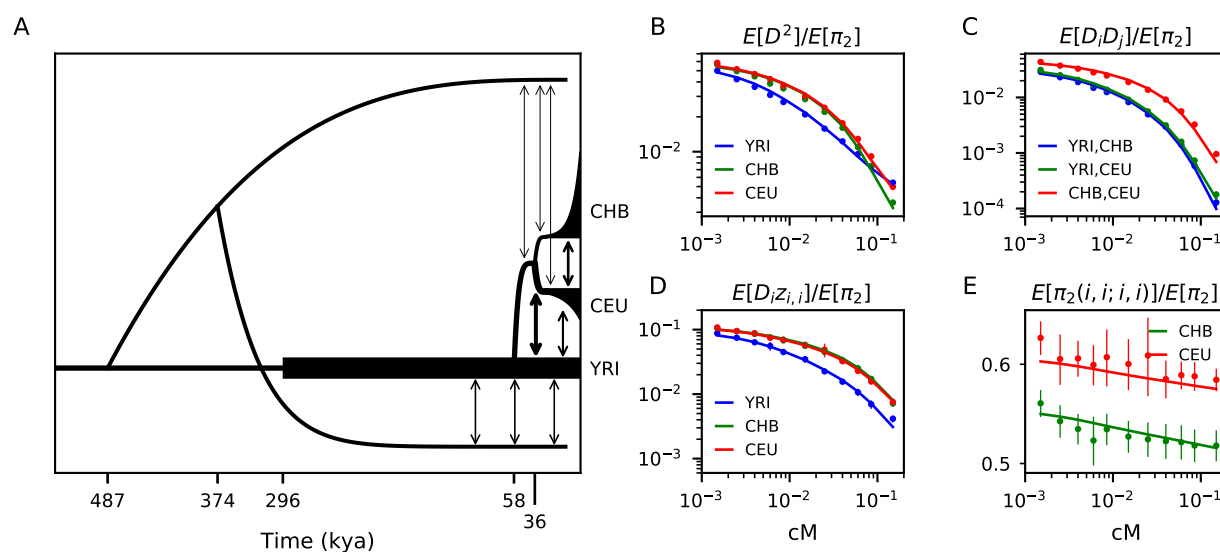 A
CHB
CEU
YRI
487
374
296
58
36
Time (kya)
B
E[D²]/E[π₂]
10⁻²
10⁻³
10⁻²
10⁻¹
YRI
CHB
CEU
C
E[DᵢDⱼ]/E[π₂]
10⁻²
10⁻³
10⁻⁴
10⁻³
10⁻²
10⁻¹
YRI,CHB
YRI,CEU
CHB,CEU
D
E[Dᵢzᵢ,ᵢ]/E[π₂]
10⁻¹
10⁻²
10⁻³
10⁻³
10⁻²
10⁻¹
YRI
CHB
CEU
cM
E
E[π₂(i, i; i, i)]/E[π₂]
0.6
0.5
10⁻³
10⁻²
10⁻¹
CHB
CEU
cM